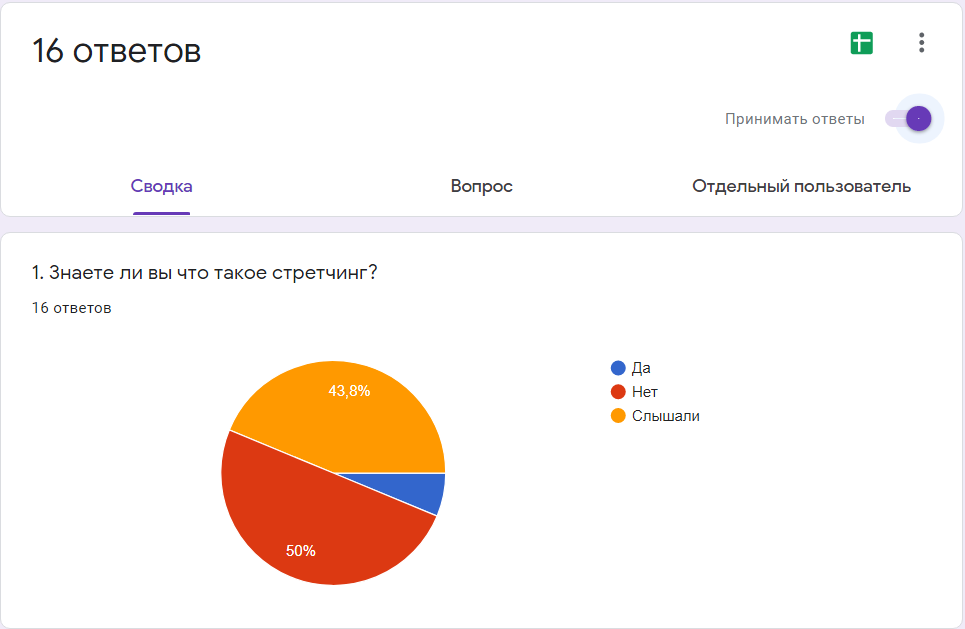 16 ответов
Принимать ответы
Сводка Вопрос Отдельный пользователь
1. Знаете ли вы что такое стретчинг?
16 ответов
43,8%
50%
Да
Нет
Слышали